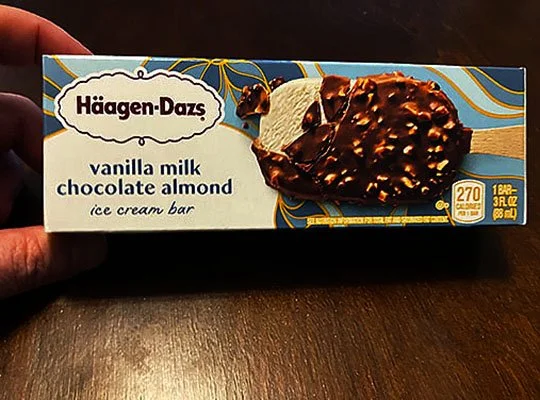 Häagen-Dazs
vanilla milk
chocolate almond
ice cream bar
270
CALORIES
PER 1 BAR
1 BAR–
3 FL OZ
(88 mL)